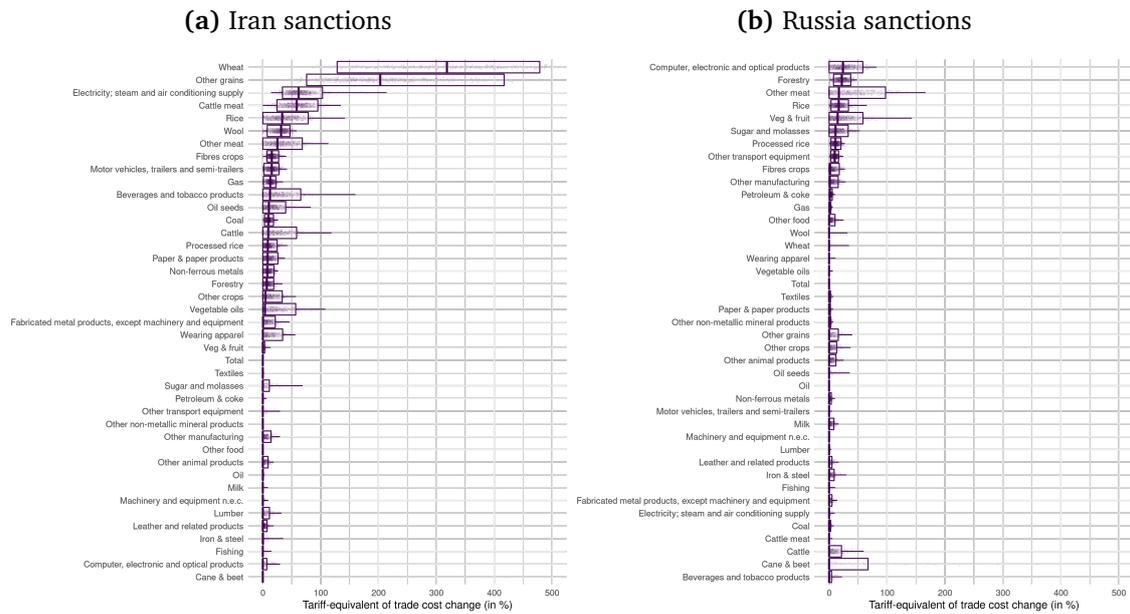 (a) Iran sanctions
Wheat
Other grains
Electricity; steam and air conditioning supply
Cattle meat
Rice
Wool
Other meat
Fibres crops
Motor vehicles, trailers and semi-trailers
Gas
Beverages and tobacco products
Oil seeds
Coal
Cattle
Processed rice
Paper & paper products
Non-ferrous metals
Forestry
Other crops
Vegetable oils
Fabricated metal products, except machinery and equipment
Wearing apparel
Veg & fruit
Total
Textiles
Sugar and molasses
Petroleum & coke
Other transport equipment
Other non-metallic mineral products
Other manufacturing
Other food
Other animal products
Oil
Milk
Machinery and equipment n.e.c.
Lumber
Leather and related products
Iron & steel
Fishing
Computer, electronic and optical products
Cane & beet
0 100 200 300 400 500
Tariff-equivalent of trade cost change (in %)
(b) Russia sanctions
Computer, electronic and optical products
Forestry
Other meat
Rice
Veg & fruit
Sugar and molasses
Processed rice
Other transport equipment
Fibres crops
Other manufacturing
Petroleum & coke
Gas
Other food
Wool
Wheat
Wearing apparel
Vegetable oils
Total
Textiles
Paper & paper products
Other non-metallic mineral products
Other grains
Other crops
Other animal products
Oil seeds
Oil
Non-ferrous metals
Motor vehicles, trailers and semi-trailers
Milk
Machinery and equipment n.e.c.
Lumber
Leather and related products
Iron & steel
Fishing
Fabricated metal products, except machinery and equipment
Electricity; steam and air conditioning supply
Coal
Cattle meat
Cattle
Cane & beet
Beverages and tobacco products
0 100 200 300 400 500
Tariff-equivalent of trade cost change (in %)